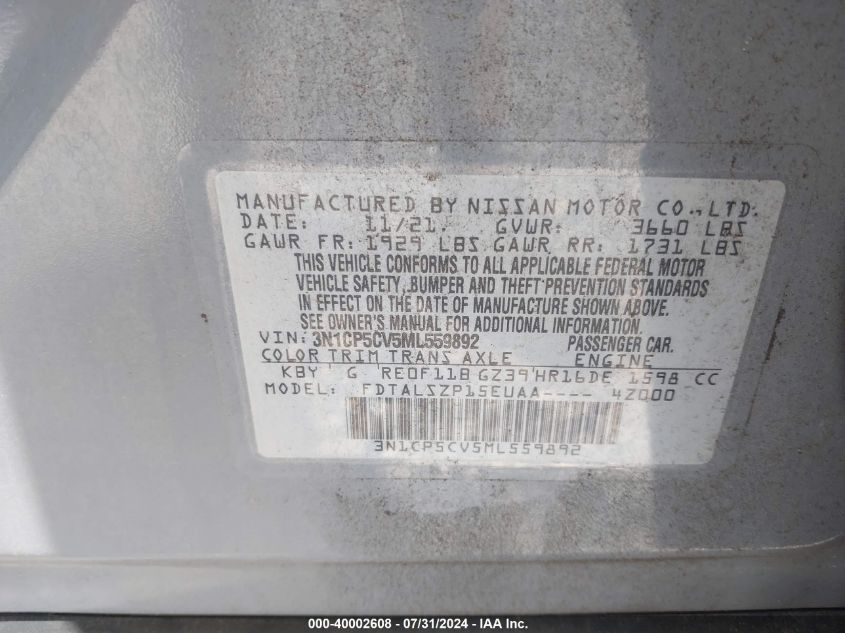 MANUFACTURED BY NISSAN MOTOR CO.,LTD.
DATE: 11/21 GVWR: 3660 LBS
GAWR FR: 1929 LBS GAWR RR: 1731 LBS
THIS VEHICLE CONFORMS TO ALL APPLICABLE FEDERAL MOTOR
VEHICLE SAFETY, BUMPER AND THEFT PREVENTION STANDARDS
IN EFFECT ON THE DATE OF MANUFACTURE SHOWN ABOVE.
SEE OWNER'S MANUAL FOR ADDITIONAL INFORMATION
VIN: 3N1CP5CV5ML559892 PASSENGER CAR.
COLOR TRIM TRANS AXLE ENGINE
KBY G RE0F11B GZ39 HR16DE 1598 CC
MODEL: FDTALSZP15EUAA---- 4Z000
3N1CP5CV5ML559892
000-40002608 - 07/31/2024 - IAA Inc.